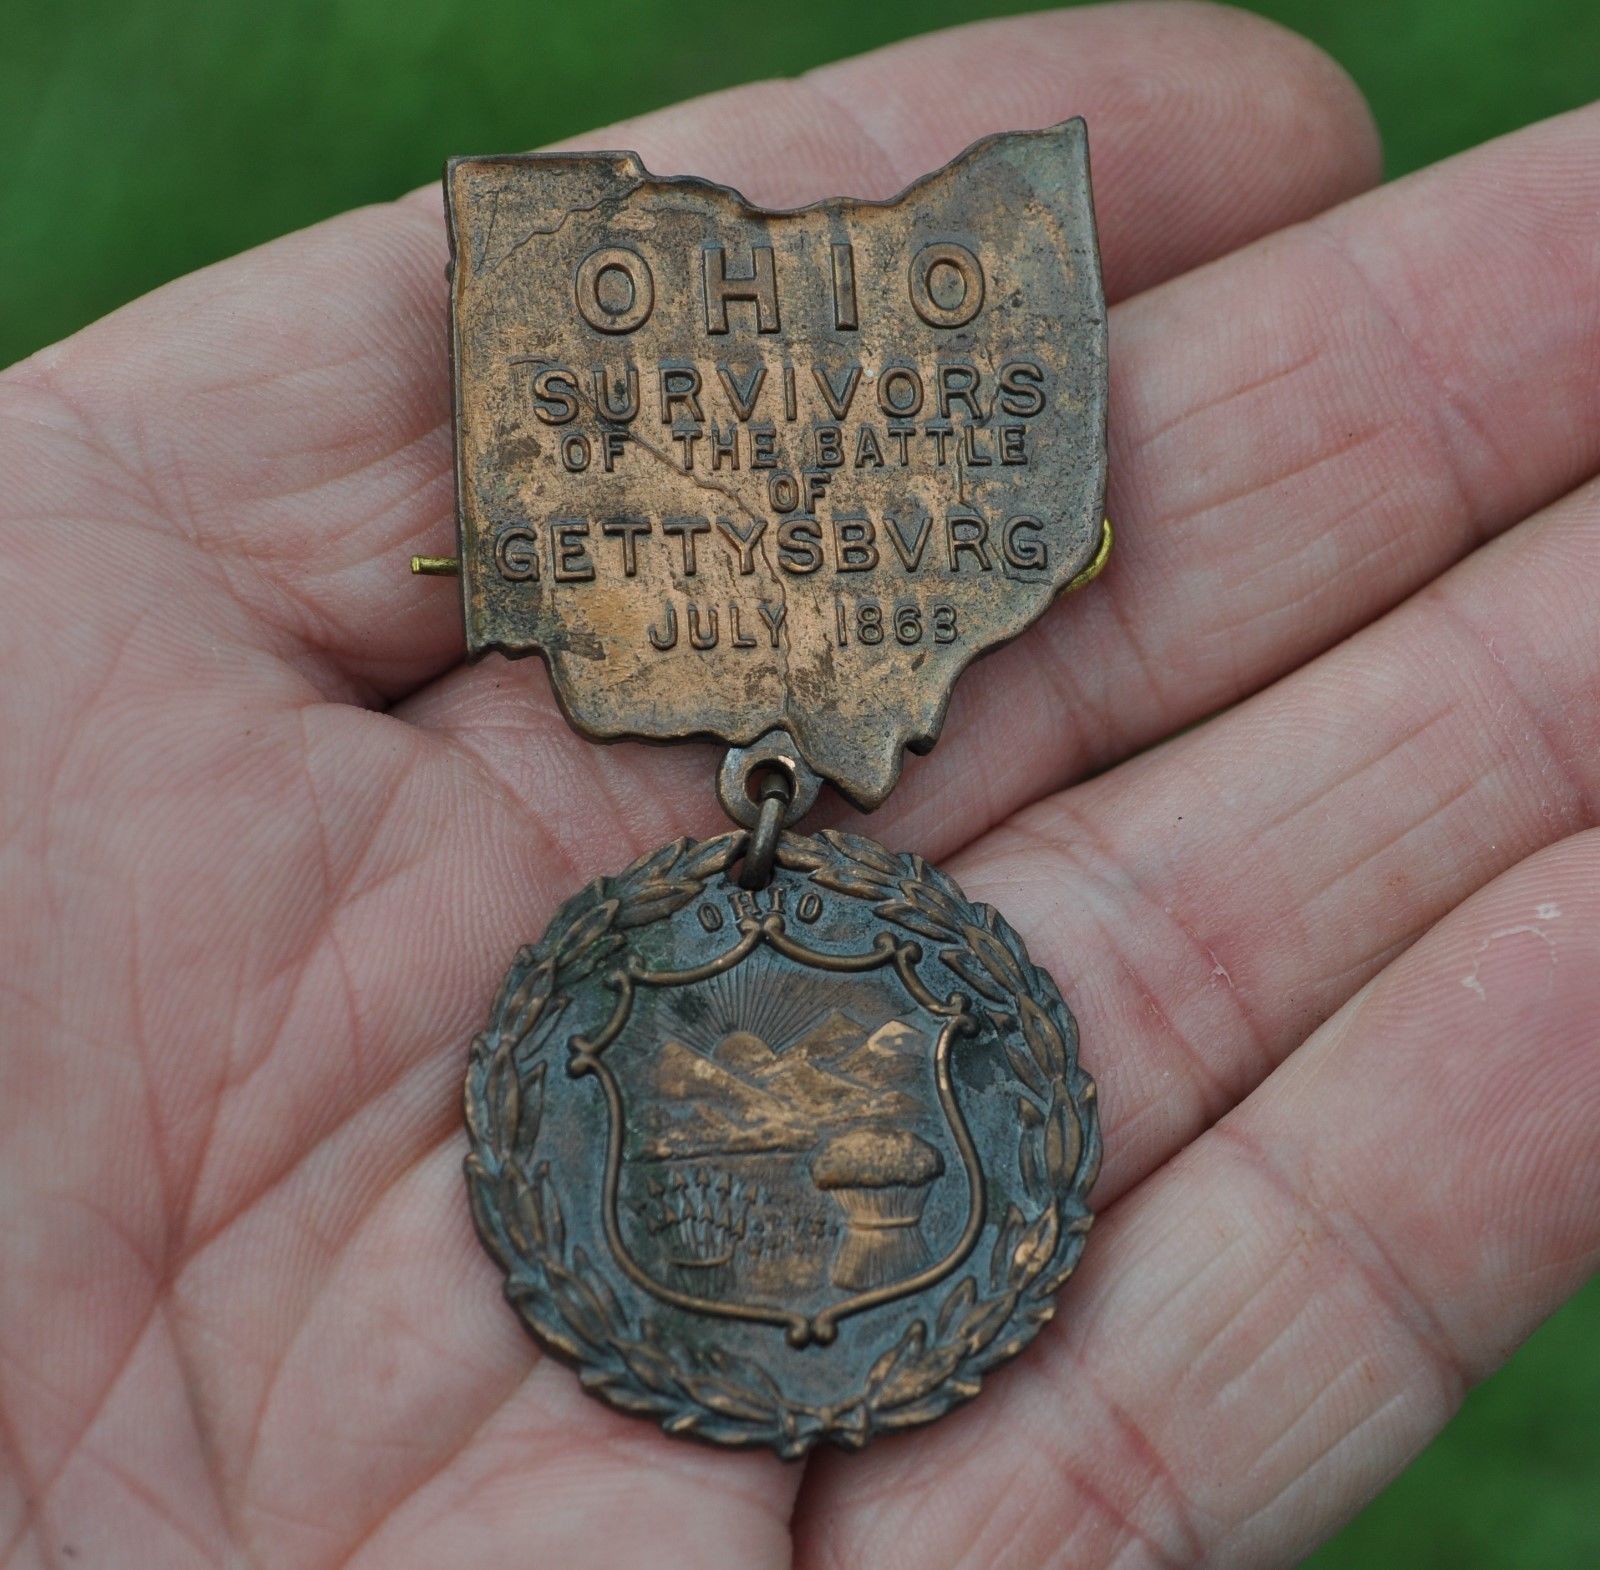 OHIO
SURVIVORS
OF THE BATTLE
OF
GETTYSBVRG
JULY 1863
OHIO